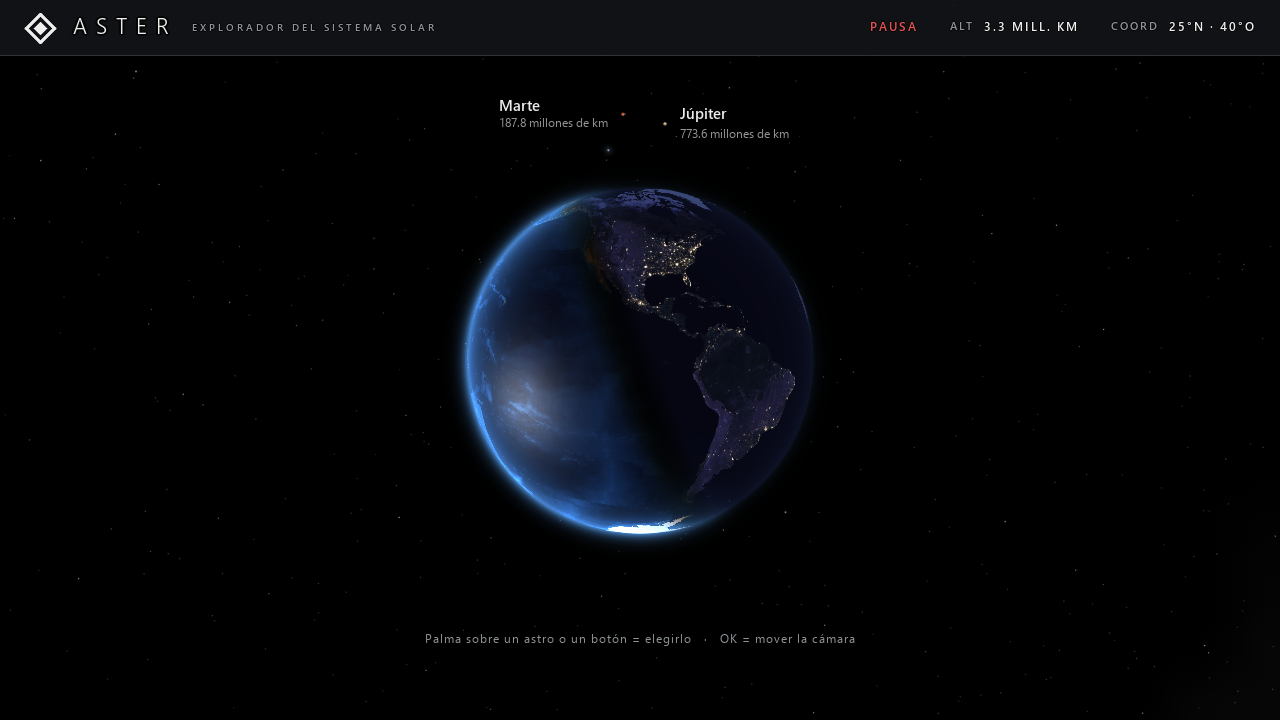 ASTER EXPLORADOR DEL SISTEMA SOLAR PAUSA ALT 3.3 MILL. KM COORD 25°N · 40°O
Marte
187.8 millones de km
Júpiter
773.6 millones de km
Palma sobre un astro o un botón = elegirlo · OK = mover la cámara